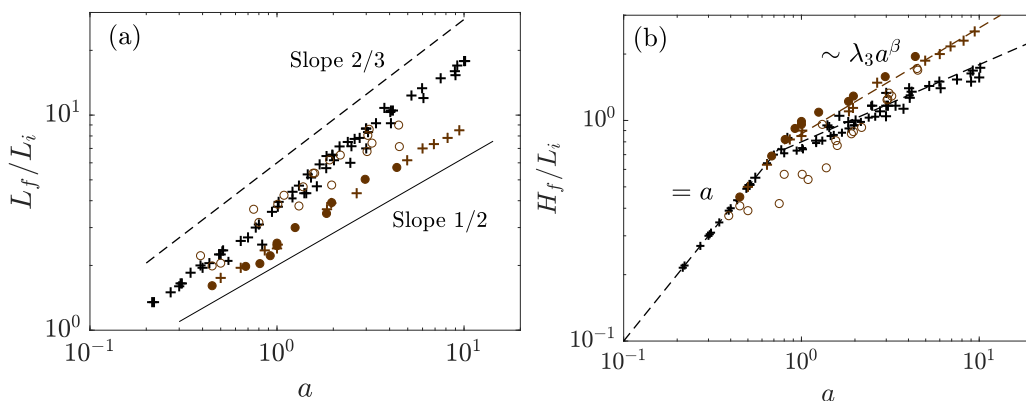 (a)
Slope 2/3
Slope 1/2
L_f/L_i
10^1
10^0
10^{-1}
10^0
10^1
a
(b)
∼ λ_3 a^β
= a
H_f/L_i
10^0
10^{-1}
10^{-1}
10^0
10^1
a